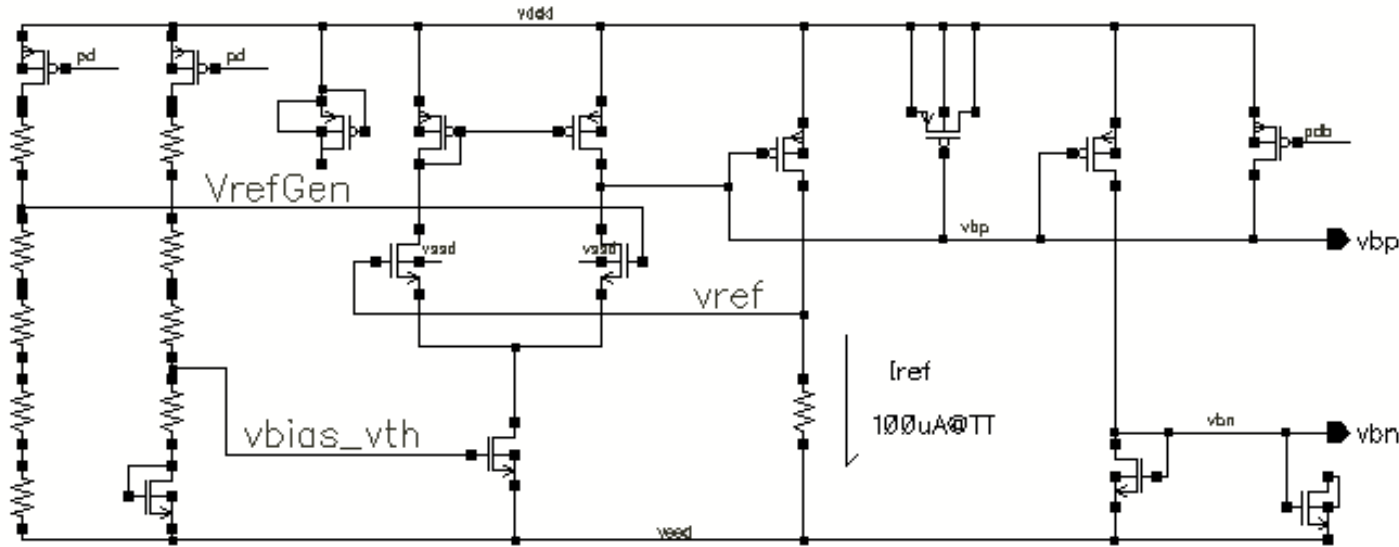 vddd
pd
pd
pdb
VrefGen
vssd
vssd
vbp
vbp
vref
Iref
100uA@TT
vbias_vth
vbn
vbn
vssd